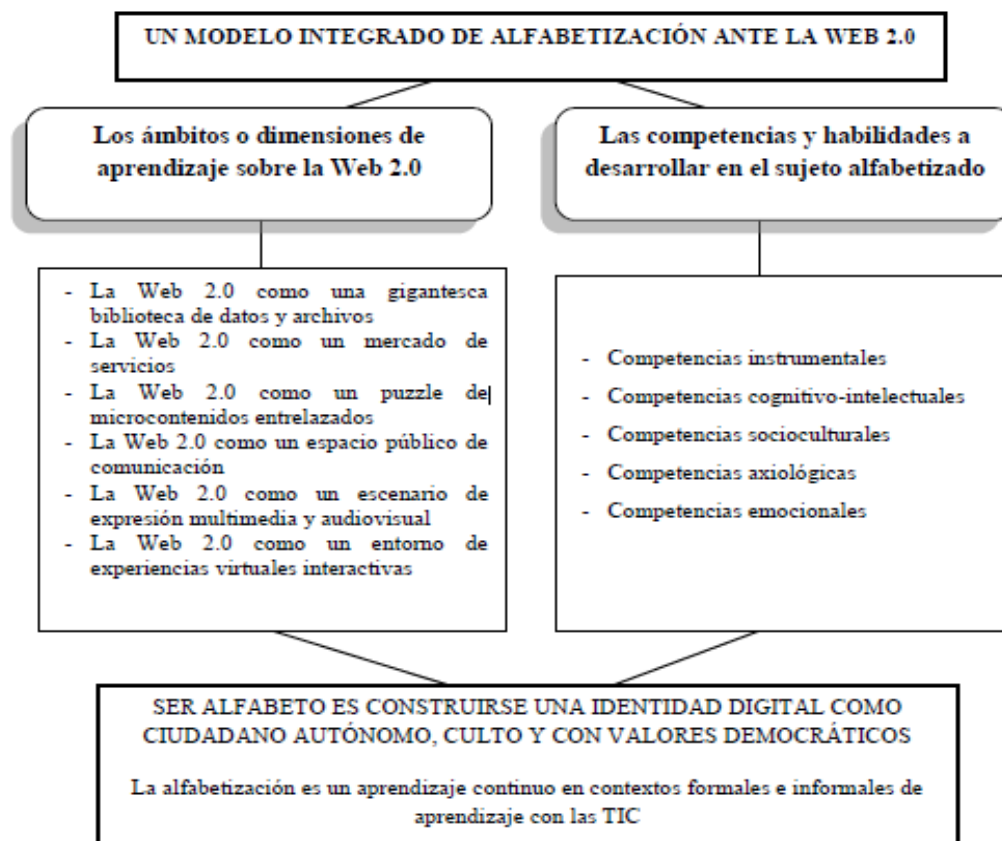 UN MODELO INTEGRADO DE ALFABETIZACIÓN ANTE LA WEB 2.0
Los ámbitos o dimensiones de
aprendizaje sobre la Web 2.0
- La Web 2.0 como una gigantesca
biblioteca de datos y archivos
- La Web 2.0 como un mercado de
servicios
- La Web 2.0 como un puzzle de
microcontenidos entrelazados
- La Web 2.0 como un espacio público de
comunicación
- La Web 2.0 como un escenario de
expresión multimedia y audiovisual
- La Web 2.0 como un entorno de
experiencias virtuales interactivas
Las competencias y habilidades a
desarrollar en el sujeto alfabetizado
- Competencias instrumentales
- Competencias cognitivo-intelectuales
- Competencias socioculturales
- Competencias axiológicas
- Competencias emocionales
SER ALFABETO ES CONSTRUIRSE UNA IDENTIDAD DIGITAL COMO
CIUDADANO AUTÓNOMO, CULTO Y CON VALORES DEMOCRÁTICOS
La alfabetización es un aprendizaje continuo en contextos formales e informales de
aprendizaje con las TIC